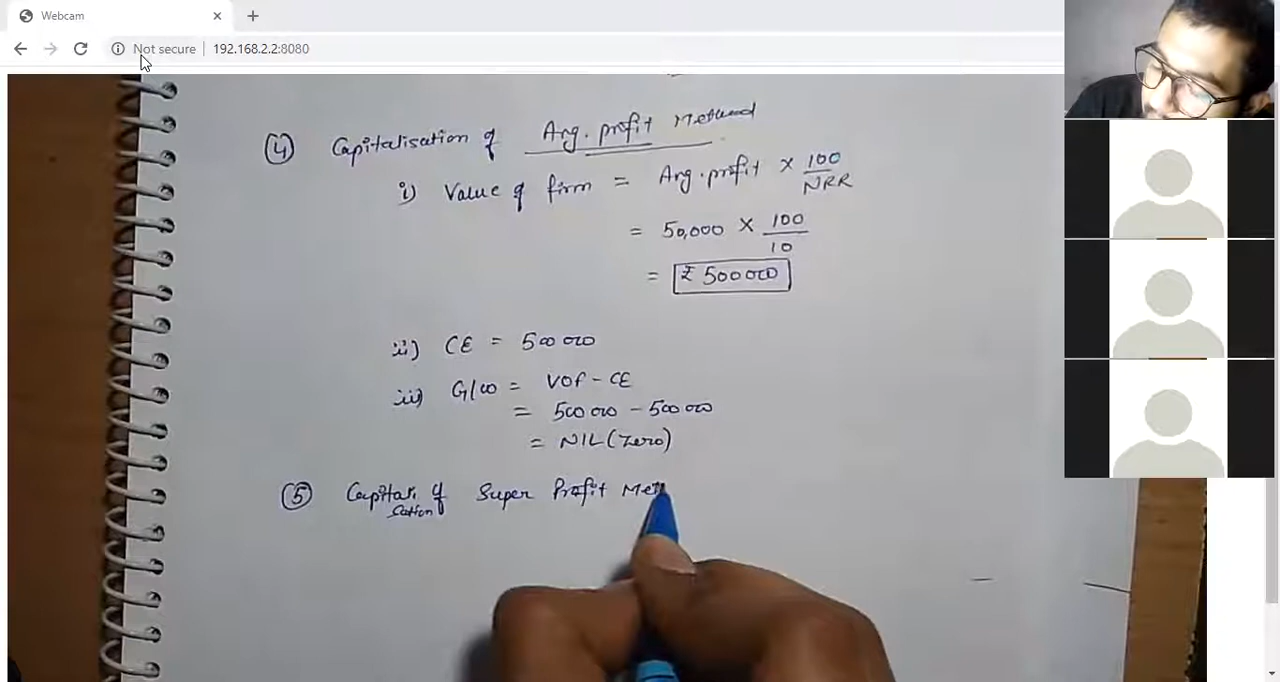 Webcam
Not secure 192.168.2.2:8080
(4) Capitalisation of Avg. profit Method
i) Value of firm = Avg. profit × 100/NRR
= 50,000 × 100/10
= ₹ 500000
ii) CE = 500000
iii) G/w = VOF - CE
= 500000 - 500000
= NIL (Zero)
(5) Capitali of Super Profit Met
sation